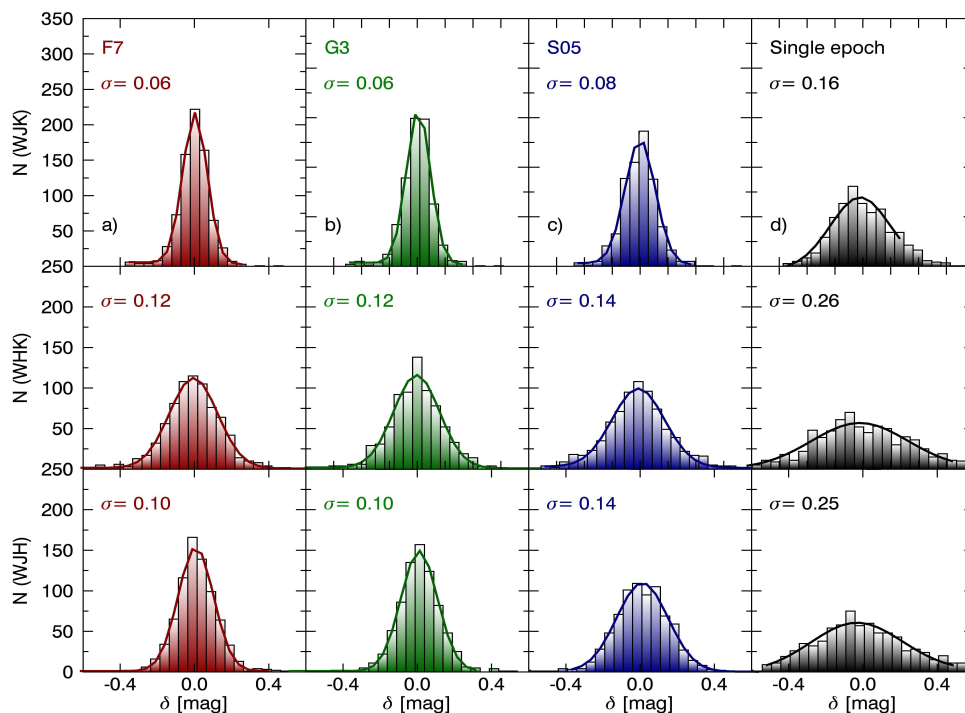 350
300
250
200
150
100
50
250
N (WJK)
F7
σ= 0.06
a)
G3
σ= 0.06
b)
S05
σ= 0.08
c)
Single epoch
σ= 0.16
d)
200
150
100
50
250
N (WHK)
σ= 0.12
σ= 0.12
σ= 0.14
σ= 0.26
200
150
100
50
0
N (WJH)
σ= 0.10
σ= 0.10
σ= 0.14
σ= 0.25
-0.4 0.0 0.4 -0.4 0.0 0.4 -0.4 0.0 0.4 -0.4 0.0 0.4
δ [mag] δ [mag] δ [mag] δ [mag]